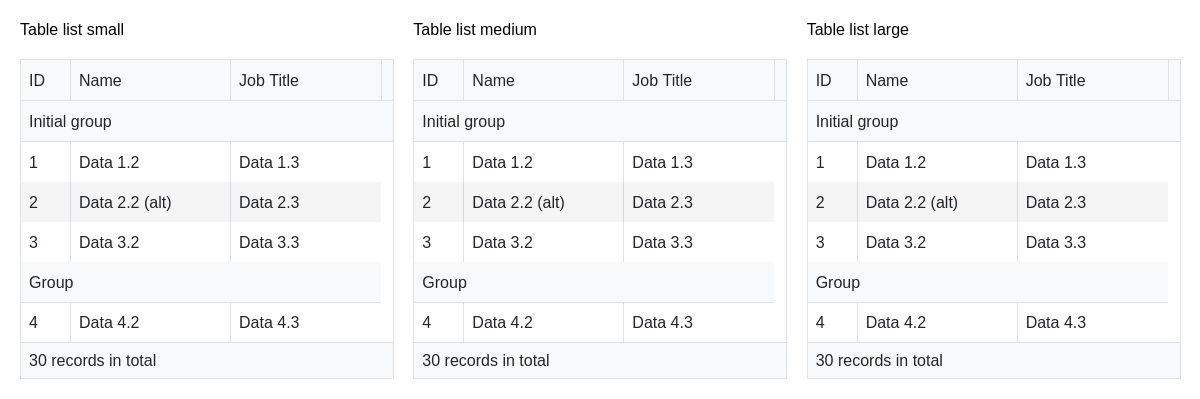 Table list small
ID Name Job Title
Initial group
1 Data 1.2 Data 1.3
2 Data 2.2 (alt) Data 2.3
3 Data 3.2 Data 3.3
Group
4 Data 4.2 Data 4.3
30 records in total
Table list medium
ID Name Job Title
Initial group
1 Data 1.2 Data 1.3
2 Data 2.2 (alt) Data 2.3
3 Data 3.2 Data 3.3
Group
4 Data 4.2 Data 4.3
30 records in total
Table list large
ID Name Job Title
Initial group
1 Data 1.2 Data 1.3
2 Data 2.2 (alt) Data 2.3
3 Data 3.2 Data 3.3
Group
4 Data 4.2 Data 4.3
30 records in total